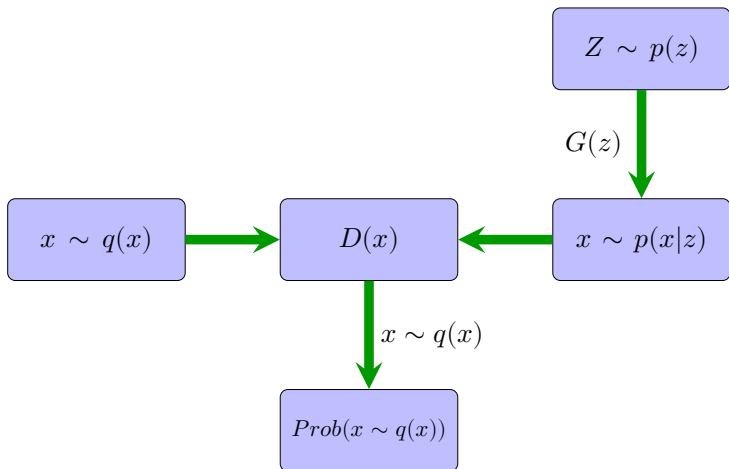 Z ∼ p(z)
G(z)
x ∼ q(x)
D(x)
x ∼ p(x|z)
x ∼ q(x)
Prob(x ∼ q(x))